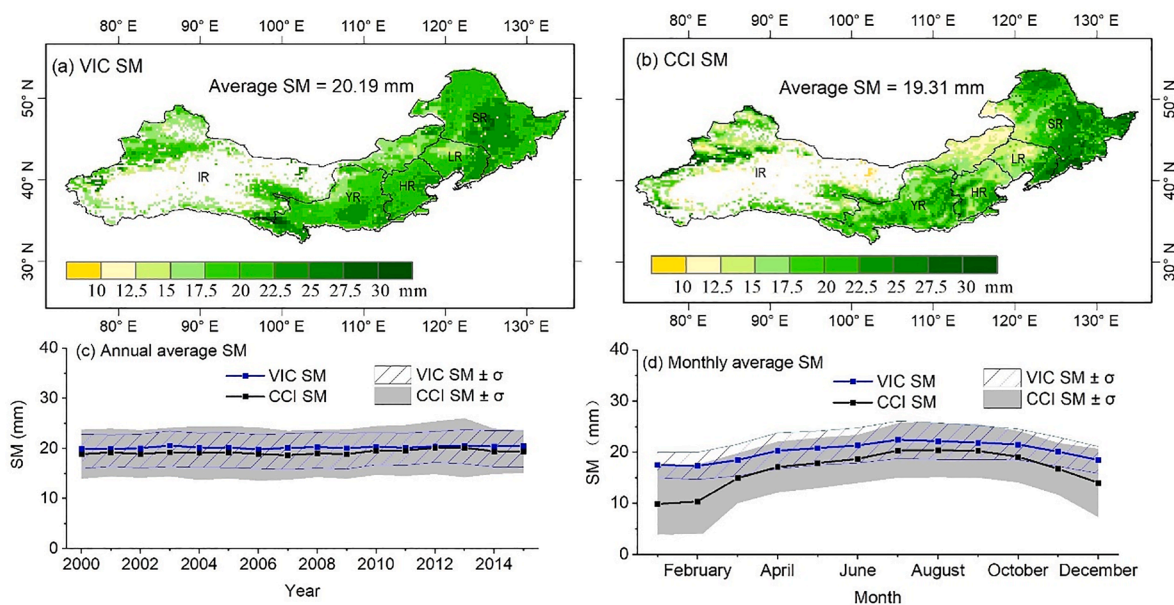 80° E 90° E 100° E 110° E 120° E 130° E
(a) VIC SM
Average SM = 20.19 mm
50° N
40° N
30° N
SR
LR
IR
HR
YR
10 12,5 15 17,5 20 22,5 25 27,5 30 mm
80° E 90° E 100° E 110° E 120° E 130° E
80° E 90° E 100° E 110° E 120° E 130° E
(b) CCI SM
Average SM = 19.31 mm
50° N
40° N
30° N
SR
LR
IR
HR
YR
10 12,5 15 17,5 20 22,5 25 27,5 30 mm
80° E 90° E 100° E 110° E 120° E 130° E
(c) Annual average SM
VIC SM VIC SM ± σ
CCI SM CCI SM ± σ
SM (mm)
40
30
20
10
0
2000 2002 2004 2006 2008 2010 2012 2014
Year
(d) Monthly average SM
VIC SM VIC SM ± σ
CCI SM CCI SM ± σ
SM (mm)
40
30
20
10
0
February April June August October December
Month